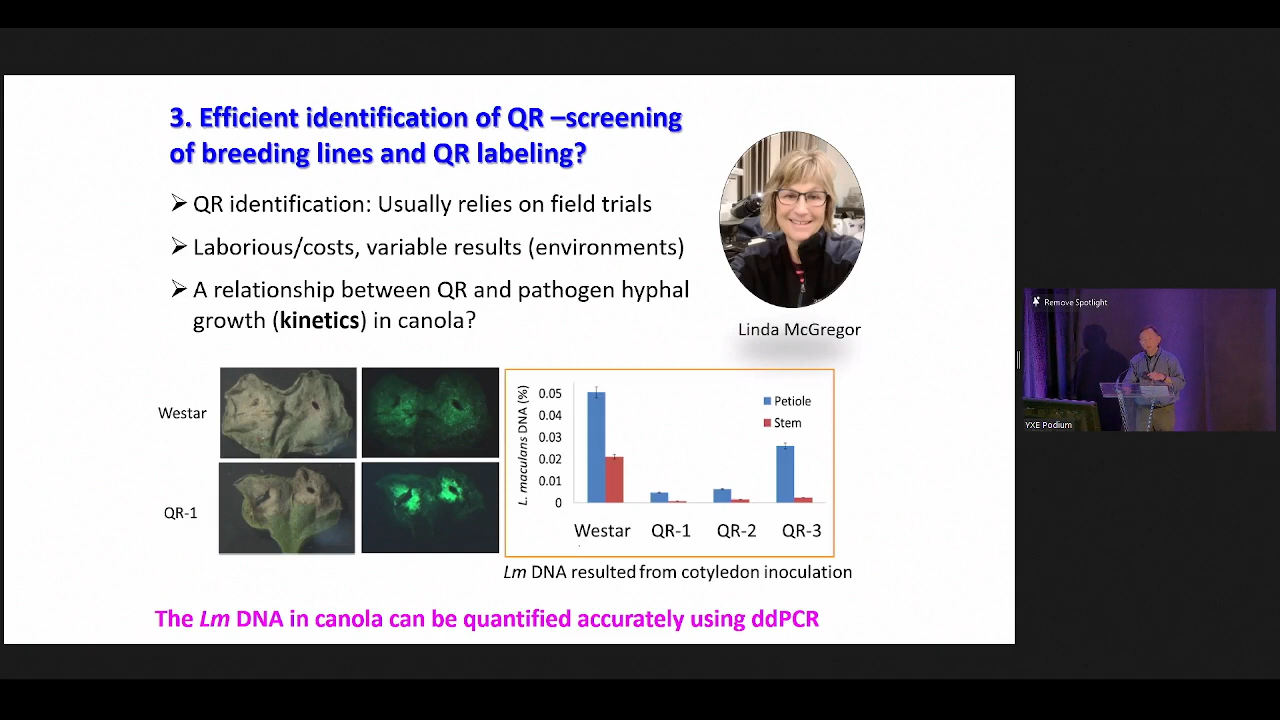 3. Efficient identification of QR –screening
of breeding lines and QR labeling?
➢ QR identification: Usually relies on field trials
➢ Laborious/costs, variable results (environments)
➢ A relationship between QR and pathogen hyphal
growth (kinetics) in canola?
Linda McGregor
Westar
QR-1
L. maculans DNA (%)
0.05
0.04
0.03
0.02
0.01
0
Petiole
Stem
Westar QR-1 QR-2 QR-3
Lm DNA resulted from cotyledon inoculation
The Lm DNA in canola can be quantified accurately using ddPCR
Remove Spotlight
YXE Podium